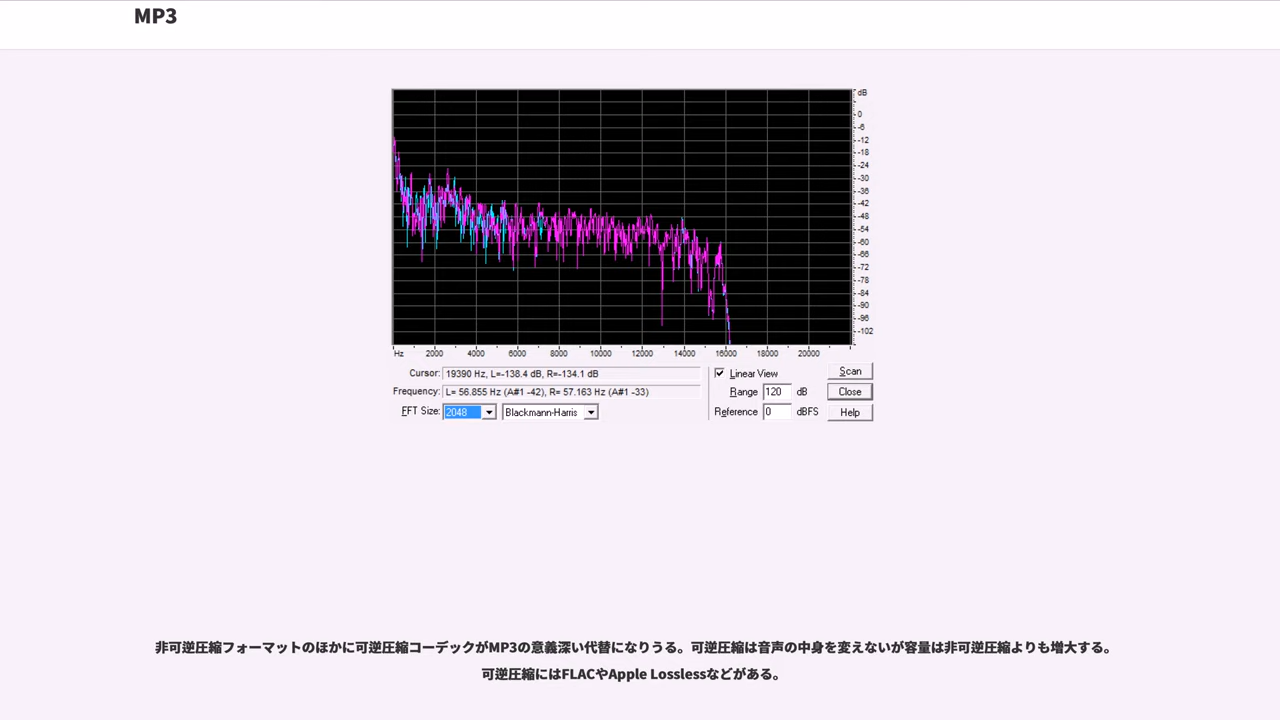 MP3
dB
0
-6
-12
-18
-24
-30
-36
-42
-48
-54
-60
-66
-72
-78
-84
-90
-96
-102
Hz 2000 4000 6000 8000 10000 12000 14000 16000 18000 20000
Cursor: 19390 Hz, L=-138.4 dB, R=-134.1 dB
Linear View
Scan
Frequency: L= 56.855 Hz (A#1 -42), R= 57.163 Hz (A#1 -33)
Range 120 dB
Close
FFT Size: 2048 Blackmann-Harris
Reference 0 dBFS
Help
非可逆圧縮フォーマットのほかに可逆圧縮コーデックがMP3の意義深い代替になりうる。可逆圧縮は音声の中身を変えないが容量は非可逆圧縮よりも増大する。
可逆圧縮にはFLACやApple Losslessなどがある。